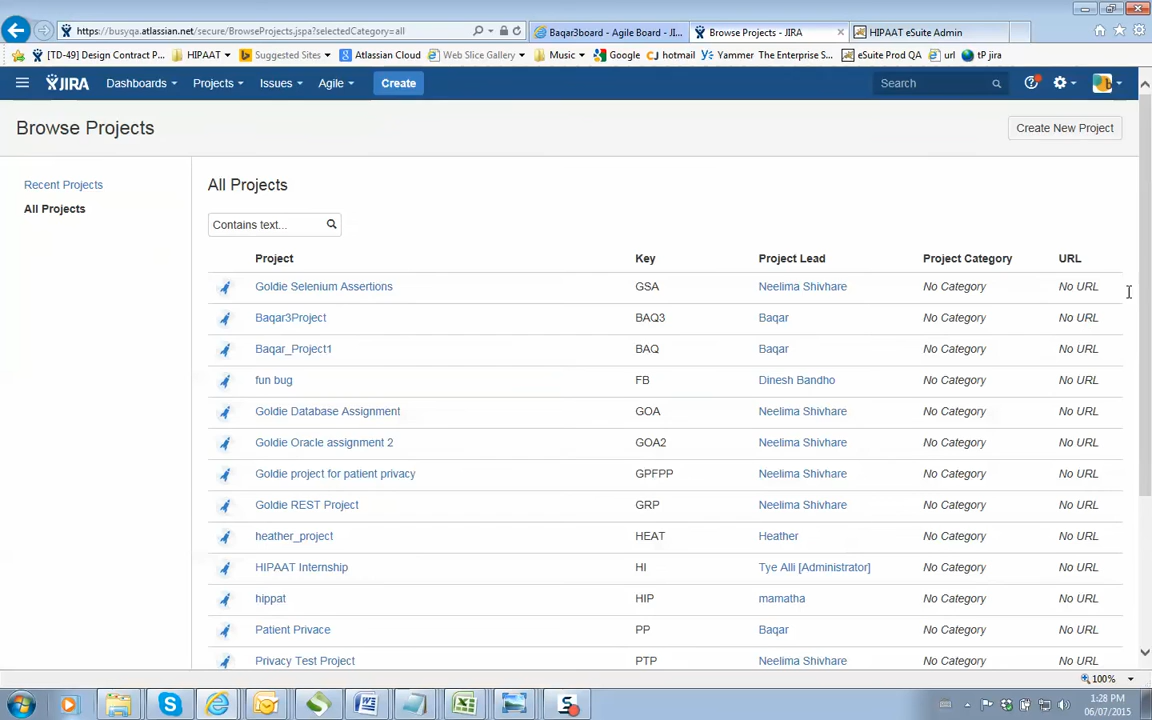 https://busyqa.atlassian.net/secure/BrowseProjects.jspa?selectedCategory=all
Baqar3board - Agile Board - JI...
Browse Projects - JIRA
HIPAAT eSuite Admin
[TD-49] Design Contract P...
HIPAAT
Suggested Sites
Atlassian Cloud
Web Slice Gallery
Music
Google
hotmail
Yammer The Enterprise S...
eSuite Prod QA
url
tP jira
JIRA
Dashboards
Projects
Issues
Agile
Create
Search
Browse Projects
Create New Project
Recent Projects
All Projects
All Projects
Contains text...
Project Key Project Lead Project Category URL
Goldie Selenium Assertions GSA Neelima Shivhare No Category No URL
Baqar3Project BAQ3 Baqar No Category No URL
Baqar_Project1 BAQ Baqar No Category No URL
fun bug FB Dinesh Bandho No Category No URL
Goldie Database Assignment GOA Neelima Shivhare No Category No URL
Goldie Oracle assignment 2 GOA2 Neelima Shivhare No Category No URL
Goldie project for patient privacy GPFPP Neelima Shivhare No Category No URL
Goldie REST Project GRP Neelima Shivhare No Category No URL
heather_project HEAT Heather No Category No URL
HIPAAT Internship HI Tye Alli [Administrator] No Category No URL
hippat HIP mamatha No Category No URL
Patient Privace PP Baqar No Category No URL
Privacy Test Project PTP Neelima Shivhare No Category No URL
100%
1:28 PM
06/07/2015